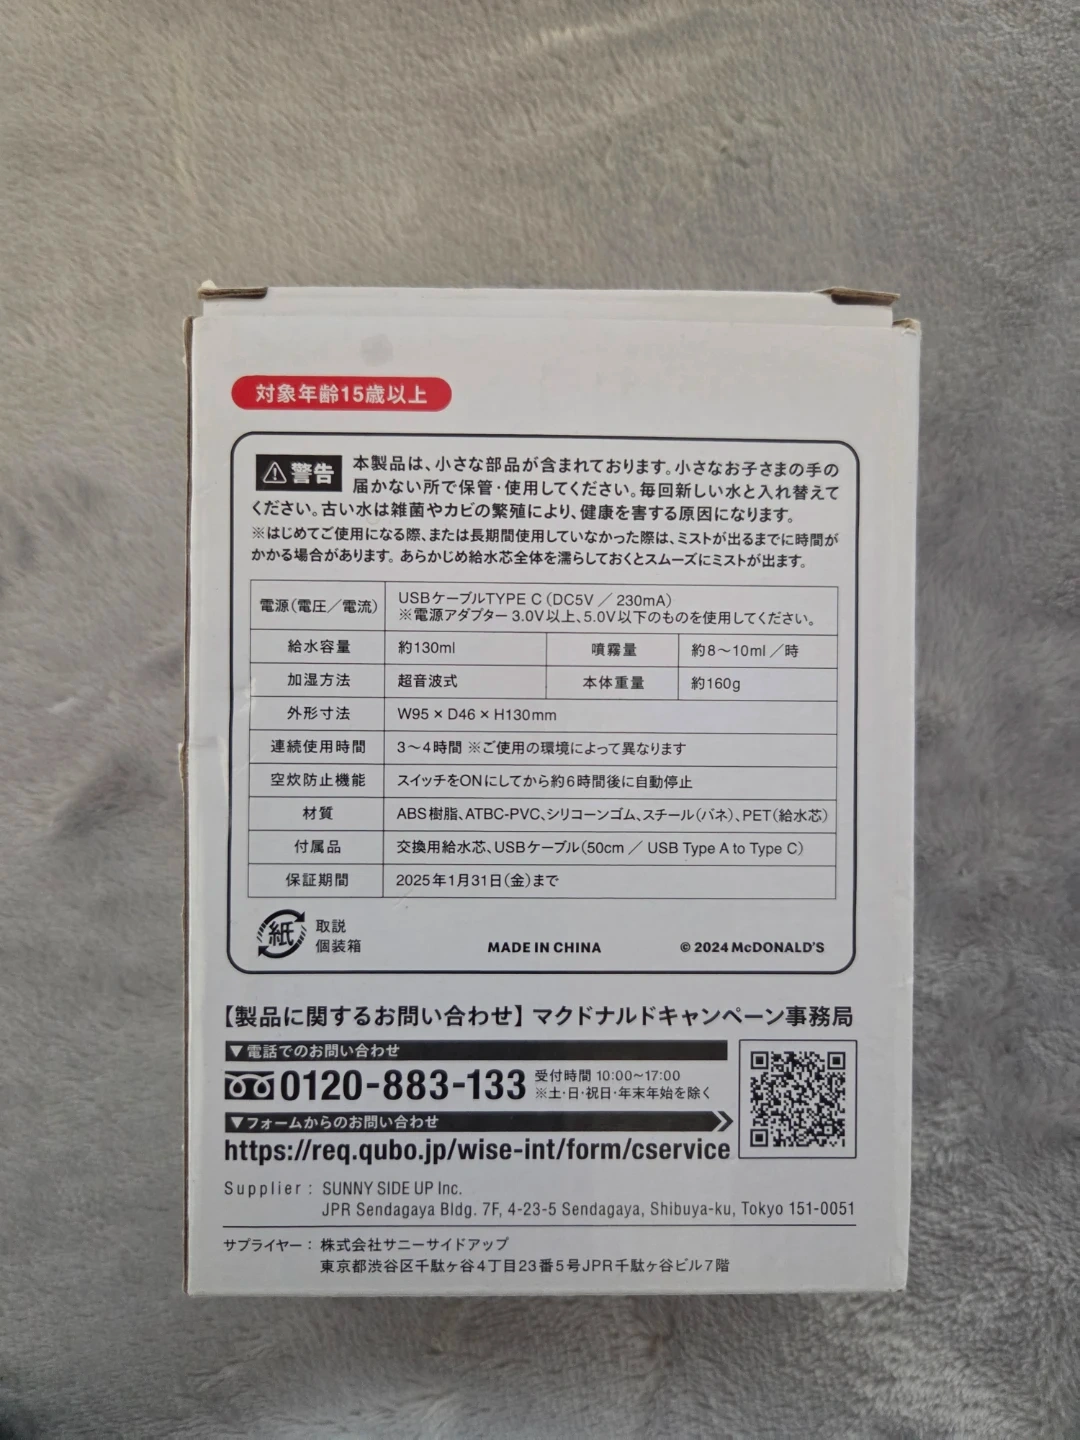 対象年齢15歳以上
警告 本製品は、小さな部品が含まれております。小さなお子さまの手の
届かない所で保管・使用してください。毎回新しい水と入れ替えて
ください。古い水は雑菌やカビの繁殖により、健康を害する原因になります。
※はじめてご使用になる際、または長期間使用していなかった際は、ミストが出るまでに時間が
かかる場合があります。あらかじめ給水芯全体を濡らしておくとスムーズにミストが出ます。
電源（電圧／電流） USBケーブルTYPE C（DC5V ／ 230mA）
※電源アダプター 3.0V以上、5.0V以下のものを使用してください。
給水容量 約130ml 噴霧量 約8〜10ml／時
加湿方法 超音波式 本体重量 約160g
外形寸法 W95 × D46 × H130mm
連続使用時間 3〜4時間 ※ご使用の環境によって異なります
空炊防止機能 スイッチをONにしてから約6時間後に自動停止
材質 ABS樹脂、ATBC-PVC、シリコーンゴム、スチール（バネ）、PET（給水芯）
付属品 交換用給水芯、USBケーブル（50cm ／ USB Type A to Type C）
保証期間 2025年1月31日（金）まで
紙 取説
個装箱
MADE IN CHINA © 2024 McDONALD'S
【製品に関するお問い合わせ】マクドナルドキャンペーン事務局
▼電話でのお問い合わせ
0120-883-133 受付時間 10:00〜17:00
※土・日・祝日・年末年始を除く
▼フォームからのお問い合わせ
https://req.qubo.jp/wise-int/form/cservice
Supplier : SUNNY SIDE UP Inc.
JPR Sendagaya Bldg. 7F, 4-23-5 Sendagaya, Shibuya-ku, Tokyo 151-0051
サプライヤー：株式会社サニーサイドアップ
東京都渋谷区千駄ヶ谷4丁目23番5号JPR千駄ヶ谷ビル7階